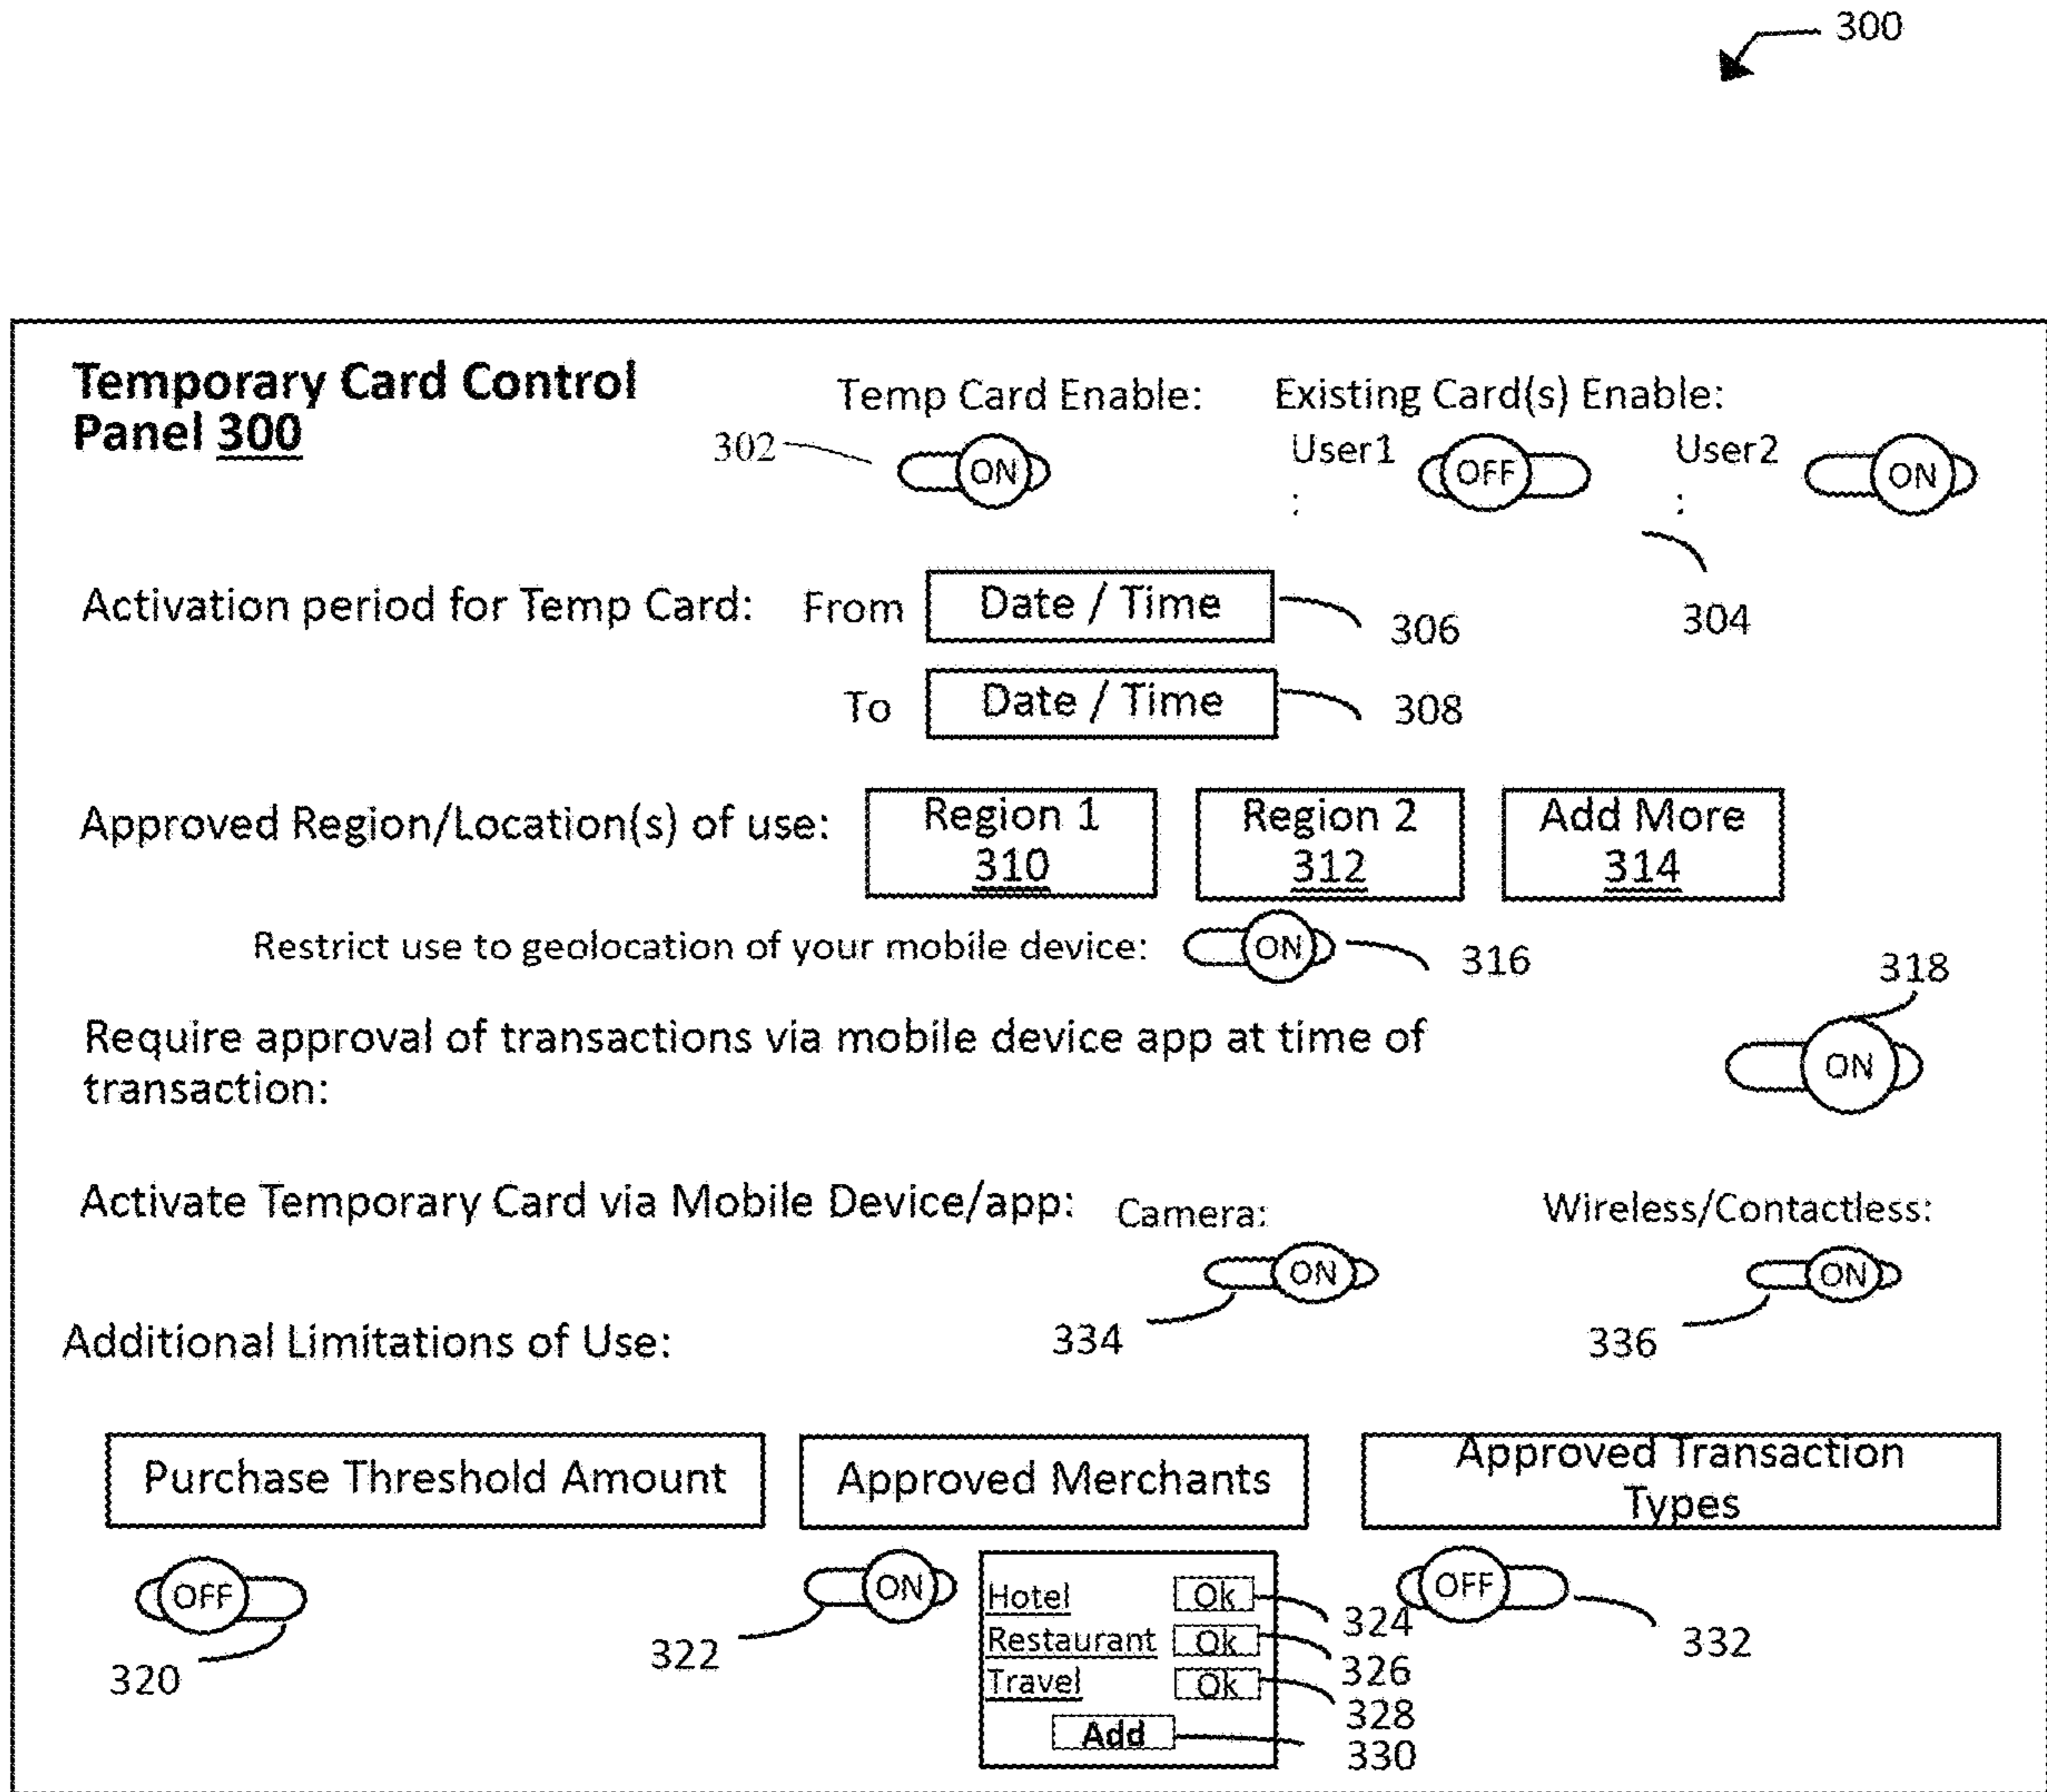 300
Temporary Card Control
Panel 300
Temp Card Enable:
Existing Card(s) Enable:
302
ON
User1
:
OFF
User2
:
ON
304
Activation period for Temp Card:
From
Date / Time
306
To
Date / Time
308
Approved Region/Location(s) of use:
Region 1
310
Region 2
312
Add More
314
Restrict use to geolocation of your mobile device:
ON
316
318
Require approval of transactions via mobile device app at time of
transaction:
ON
Activate Temporary Card via Mobile Device/app:
Camera:
Wireless/Contactless:
ON
ON
334
336
Additional Limitations of Use:
Purchase Threshold Amount
Approved Merchants
Approved Transaction
Types
OFF
320
ON
322
Hotel
Ok
324
Restaurant
Ok
326
Travel
Ok
328
Add
330
OFF
332